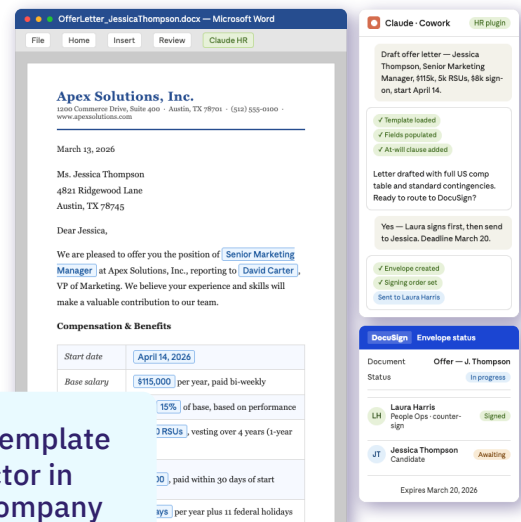 OfferLetter_JessicaThompson.docx — Microsoft Word
File Home Insert Review Claude HR
Apex Solutions, Inc.
1200 Commerce Drive, Suite 400 · Austin, TX 78701 · (512) 555-0100 ·
www.apexsolutions.com
March 13, 2026
Ms. Jessica Thompson
4821 Ridgewood Lane
Austin, TX 78745
Dear Jessica,
We are pleased to offer you the position of Senior Marketing
Manager at Apex Solutions, Inc., reporting to David Carter,
VP of Marketing. We believe your experience and skills will
make a valuable contribution to our team.
Compensation & Benefits
Start date April 14, 2026
Base salary $115,000 per year, paid bi-weekly
15% of base, based on performance
RSUs, vesting over 4 years (1-year
, paid within 30 days of start
per year plus 11 federal holidays
emplate
tor in
ompany
Claude · Cowork HR plugin
Draft offer letter — Jessica
Thompson, Senior Marketing
Manager, $115k, 5k RSUs, $8k sign-
on, start April 14.
✓ Template loaded
✓ Fields populated
✓ At-will clause added
Letter drafted with full US comp
table and standard contingencies.
Ready to route to DocuSign?
Yes — Laura signs first, then send
to Jessica. Deadline March 20.
✓ Envelope created
✓ Signing order set
Sent to Laura Harris
DocuSign Envelope status
Document Offer — J. Thompson
Status In progress
LH Laura Harris
People Ops · counter-
sign
Signed
JT Jessica Thompson
Candidate
Awaiting
Expires March 20, 2026